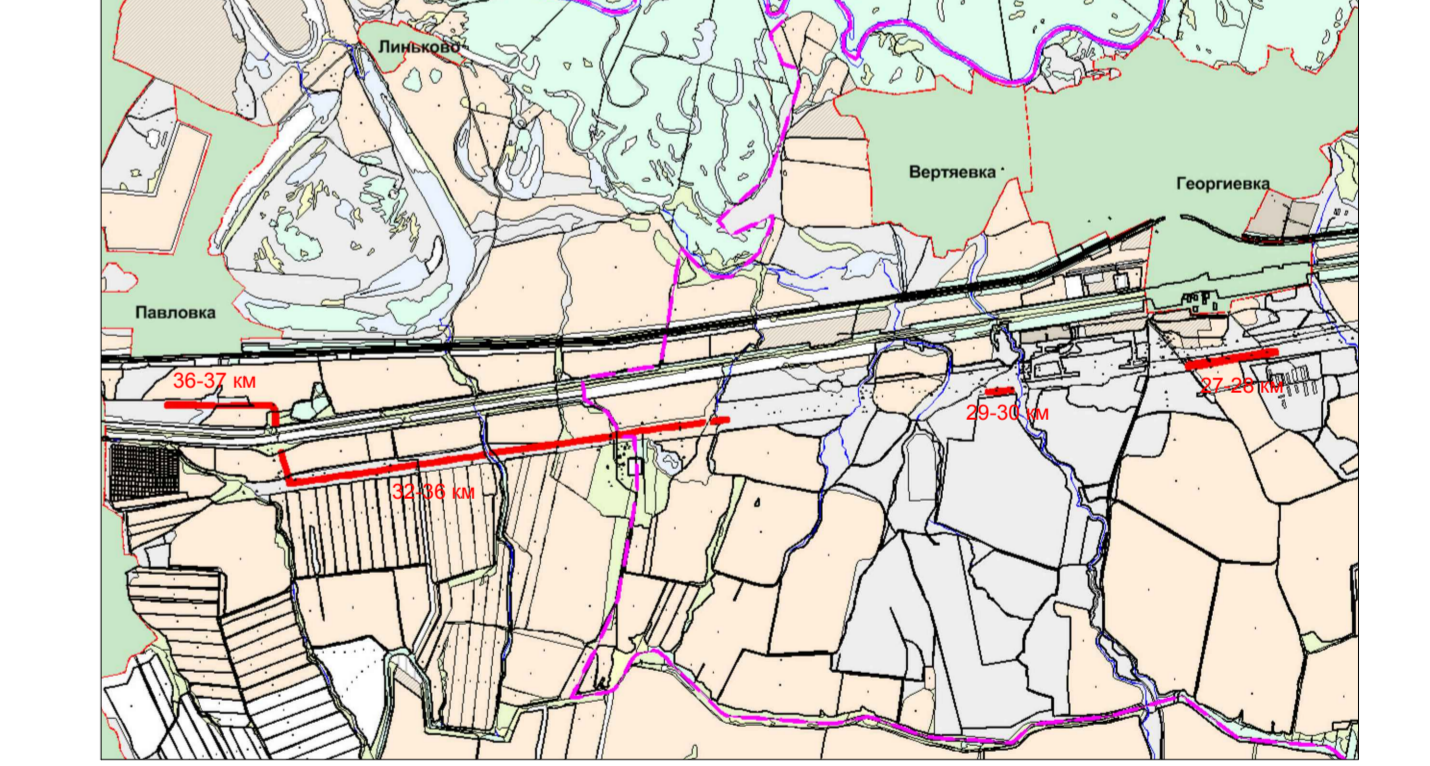 Линьково
Вертяевка
Георгиевка
Павловка
36-37 км
27-28 км
29-30 км
32-36 км